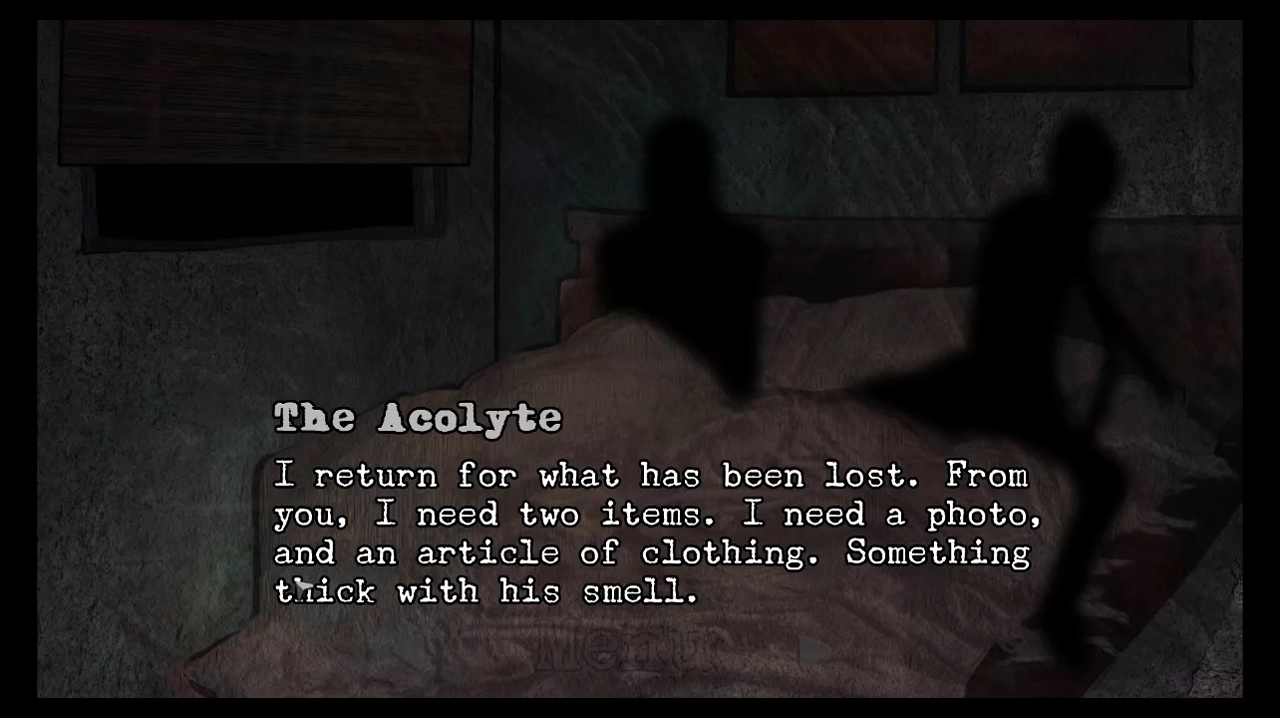 The Acolyte
I return for what has been lost. From
you, I need two items. I need a photo,
and an article of clothing. Something
thick with his smell.
Menu